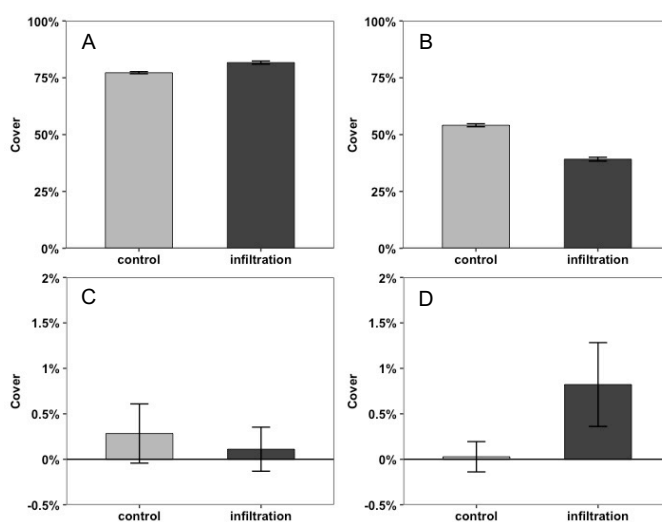 A
100%
75%
50%
25%
0%
Cover
control
infiltration
B
100%
75%
50%
25%
0%
Cover
control
infiltration
C
2%
1.5%
1%
0.5%
0%
-0.5%
Cover
control
infiltration
D
2%
1.5%
1%
0.5%
0%
-0.5%
Cover
control
infiltration